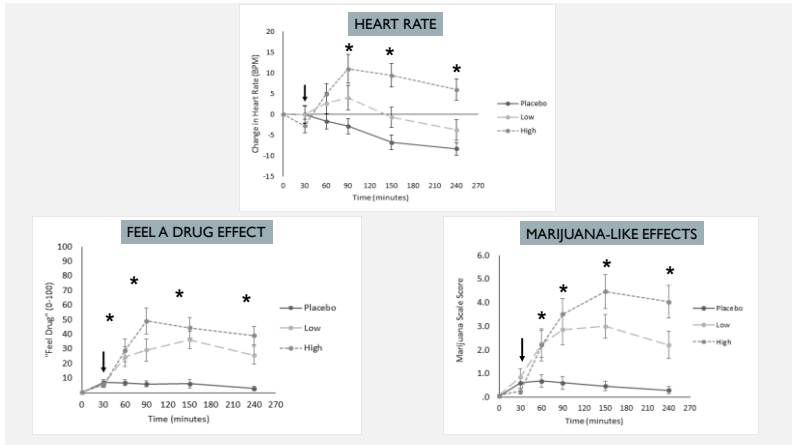 HEART RATE
*
*
*
20
15
10
5
0
-5
-10
-15
Change in Heart Rate (BPM)
0 30 60 90 120 150 180 210 240 270
Time (minutes)
Placebo
Low
High
FEEL A DRUG EFFECT
*
*
*
*
100
90
80
70
60
50
40
30
20
10
"Feel Drug" (0-100)
0 30 60 90 120 150 180 210 240 270
Time (minutes)
Placebo
Low
High
MARIJUANA-LIKE EFFECTS
*
*
*
*
6.0
5.0
4.0
3.0
2.0
1.0
.0
Marijuana Scale Score
0 30 60 90 120 150 180 210 240 270
Time (minutes)
Placebo
Low
High